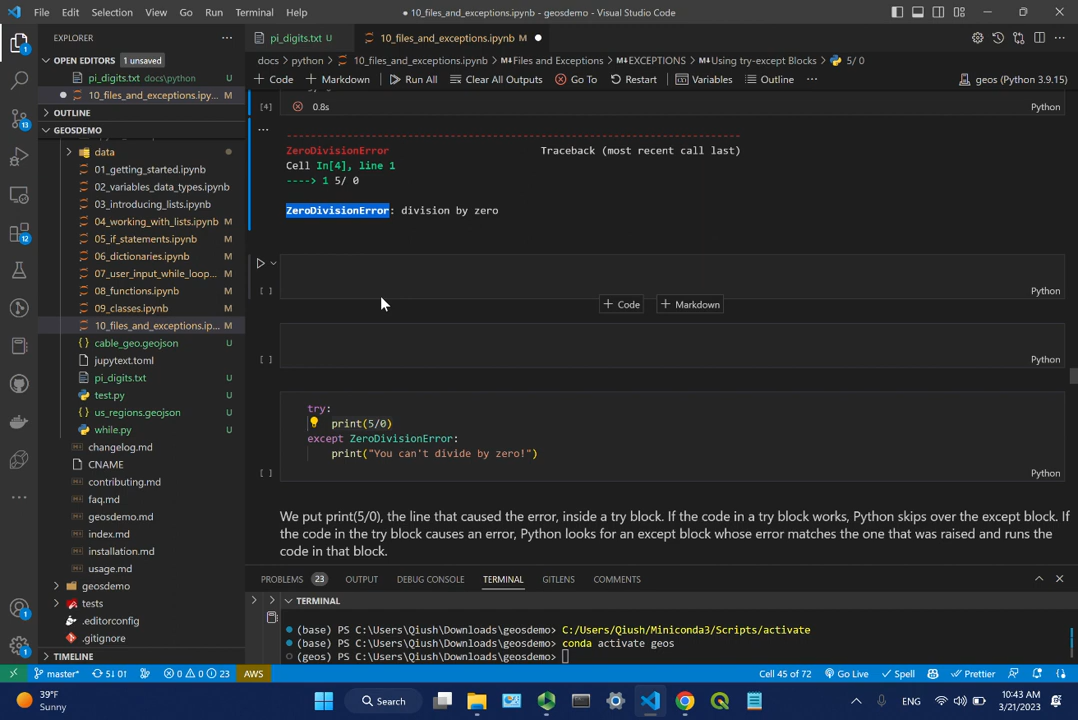 File Edit Selection View Go Run Terminal Help
● 10_files_and_exceptions.ipynb - geosdemo - Visual Studio Code
EXPLORER
pi_digits.txt U
10_files_and_exceptions.ipynb M
OPEN EDITORS 1 unsaved
pi_digits.txt docs\python U
10_files_and_exceptions.ipy... M
OUTLINE
GEOSDEMO
data
01_getting_started.ipynb
02_variables_data_types.ipynb
03_introducing_lists.ipynb
04_working_with_lists.ipynb M
05_if_statements.ipynb M
06_dictionaries.ipynb M
07_user_input_while_loop... M
08_functions.ipynb M
09_classes.ipynb M
10_files_and_exceptions.ip... M
cable_geo.geojson U
jupytext.toml
pi_digits.txt U
test.py U
us_regions.geojson U
while.py U
changelog.md
CNAME
contributing.md
faq.md
geosdemo.md
index.md
installation.md
usage.md
geosdemo
tests
.editorconfig
.gitignore
TIMELINE
docs > python > 10_files_and_exceptions.ipynb > M↓Files and Exceptions > M↓EXCEPTIONS > M↓Using try-except Blocks > 5/ 0
+ Code + Markdown Run All Clear All Outputs Go To Restart Variables Outline ... geos (Python 3.9.15)
[4] 0.8s Python
ZeroDivisionError Traceback (most recent call last)
Cell In[4], line 1
----> 1 5/ 0
ZeroDivisionError: division by zero
[ ] Python
+ Code + Markdown
[ ] Python
try:
print(5/0)
except ZeroDivisionError:
print("You can't divide by zero!")
[ ] Python
We put print(5/0), the line that caused the error, inside a try block. If the code in a try block works, Python skips over the except block. If
the code in the try block causes an error, Python looks for an except block whose error matches the one that was raised and runs the
code in that block.
PROBLEMS 23 OUTPUT DEBUG CONSOLE TERMINAL GITLENS COMMENTS
TERMINAL
(base) PS C:\Users\Qiush\Downloads\geosdemo> C:/Users/Qiush/Miniconda3/Scripts/activate
(base) PS C:\Users\Qiush\Downloads\geosdemo> conda activate geos
(geos) PS C:\Users\Qiush\Downloads\geosdemo>
1
13
12
1
1
master* 5↓ 0↑ 0 0 23 AWS Cell 45 of 72 Go Live Spell Prettier
39°F
Sunny
Search
ENG
10:43 AM
3/21/2023